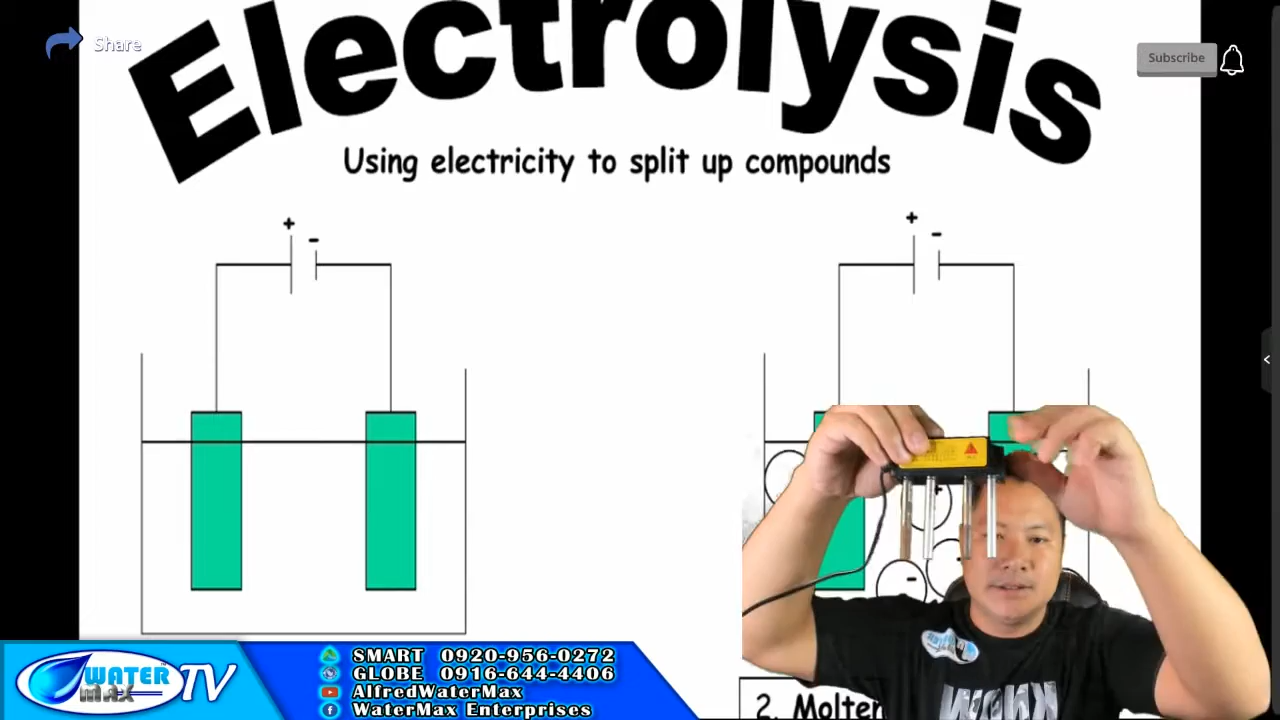 Electrolysis
Share
Subscribe
Using electricity to split up compounds
+
-
+
-
-
WATER
MAX
TV
SMART 0920-956-0272
GLOBE 0916-644-4406
AlfredWaterMax
WaterMax Enterprises
2. Molten